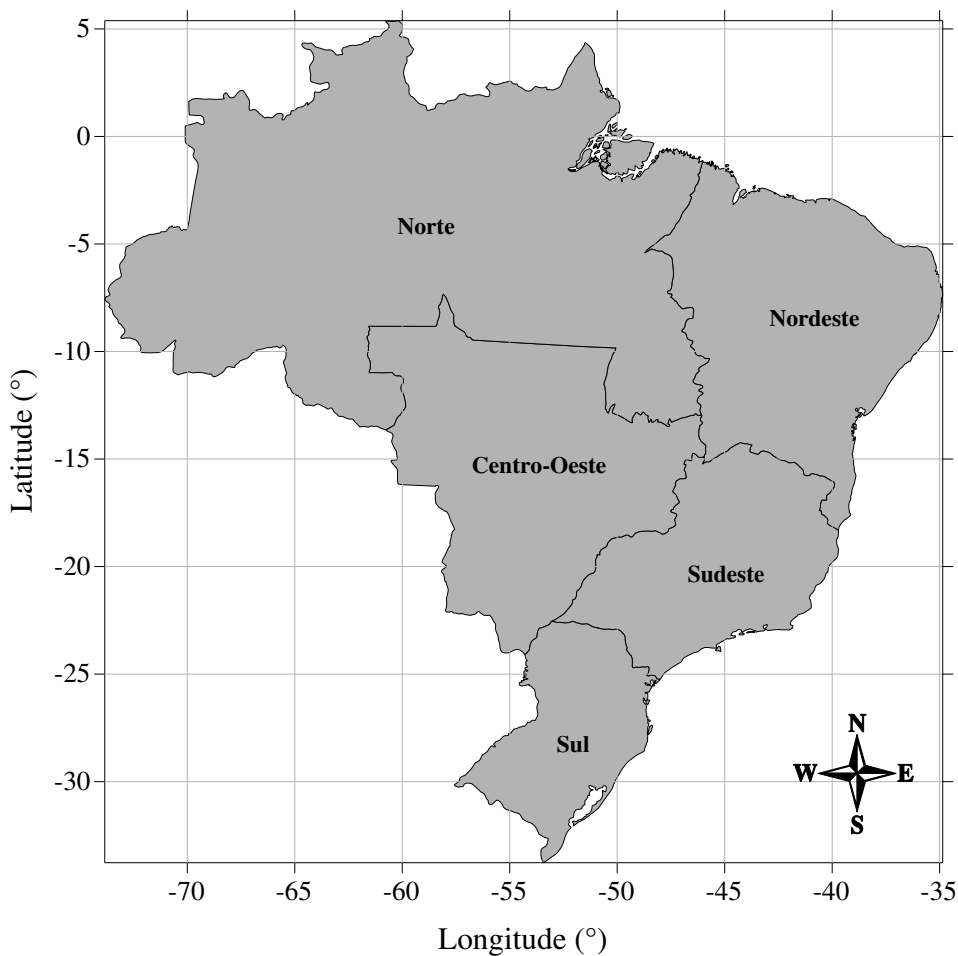 5
0
-5
-10
-15
-20
-25
-30
Latitude (°)
Norte
Nordeste
Centro-Oeste
Sudeste
Sul
N
W E
S
-70 -65 -60 -55 -50 -45 -40 -35
Longitude (°)